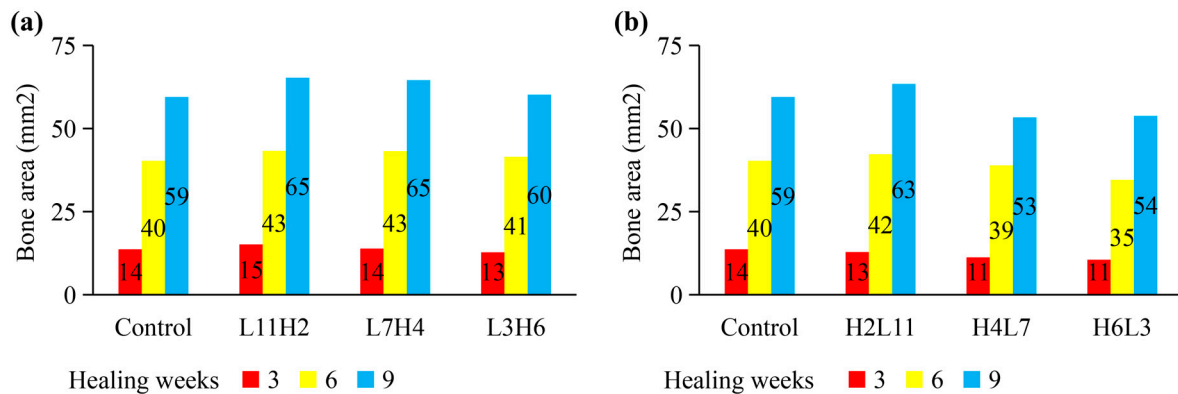 (a)
Bone area (mm2)
75
50
25
0
14 40 59
15 43 65
14 43 65
13 41 60
Control L11H2 L7H4 L3H6
Healing weeks 3 6 9
(b)
Bone area (mm2)
75
50
25
0
14 40 59
13 42 63
11 39 53
11 35 54
Control H2L11 H4L7 H6L3
Healing weeks 3 6 9